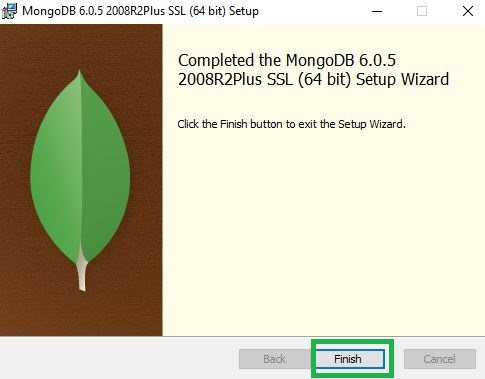 MongoDB 6.0.5 2008R2Plus SSL (64 bit) Setup
Completed the MongoDB 6.0.5
2008R2Plus SSL (64 bit) Setup Wizard
Click the Finish button to exit the Setup Wizard.
Back Finish Cancel